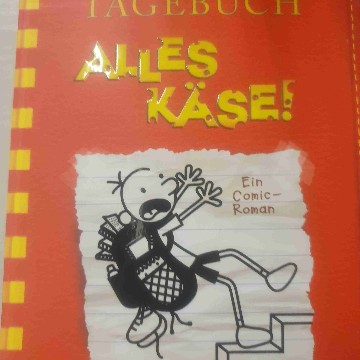 TAGEBUCH
ALLES
KÄSE!
Ein
Comic-
Roman